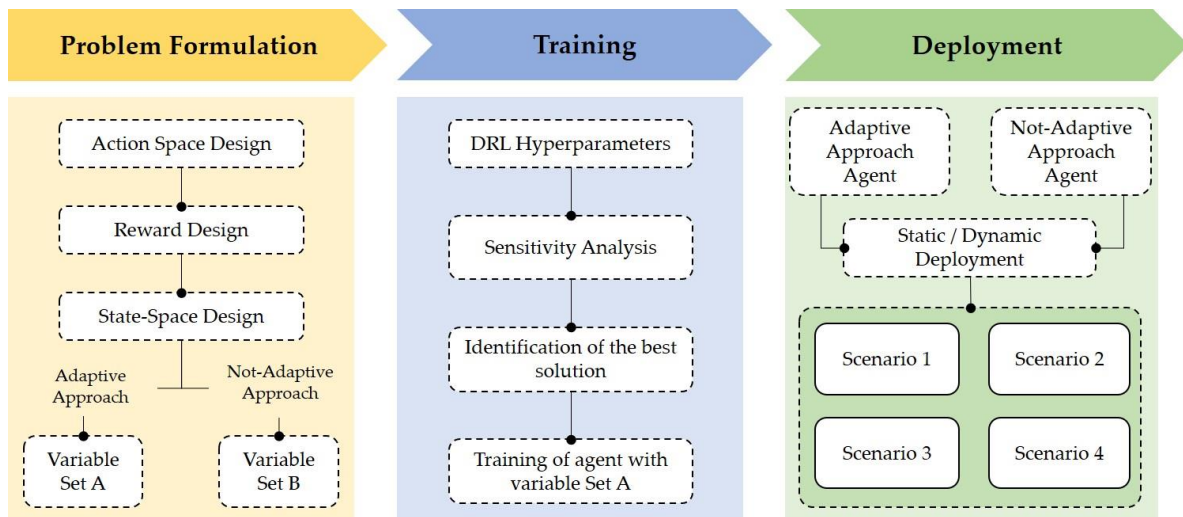 Problem Formulation
Training
Deployment
Action Space Design
Reward Design
State-Space Design
Adaptive
Approach
Not-Adaptive
Approach
Variable
Set A
Variable
Set B
DRL Hyperparameters
Sensitivity Analysis
Identification of the best
solution
Training of agent with
variable Set A
Adaptive
Approach
Agent
Not-Adaptive
Approach
Agent
Static / Dynamic
Deployment
Scenario 1
Scenario 2
Scenario 3
Scenario 4